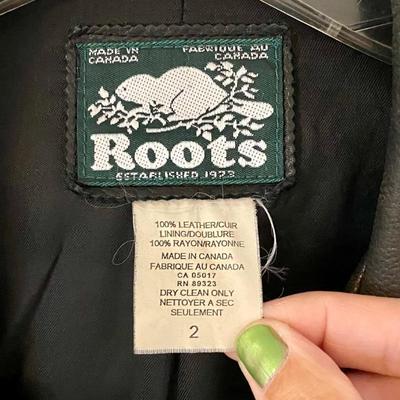 MADE IN
CANADA
FABRIQUÉ AU
CANADA
Roots
ESTABLISHED 1973
100% LEATHER/CUIR
LINING/DOUBLURE
100% RAYON/RAYONNE
MADE IN CANADA
FABRIQUE AU CANADA
CA 05017
RN 89323
DRY CLEAN ONLY
NETTOYER A SEC
SEULEMENT
2